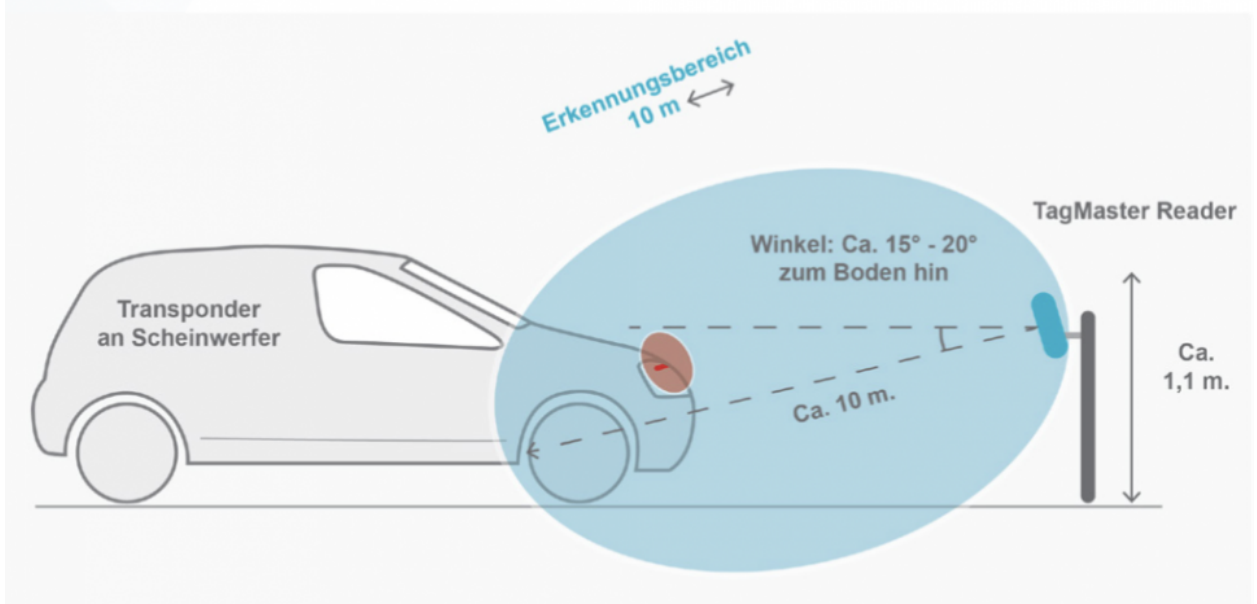 Erkennungsbereich
10 m
TagMaster Reader
Winkel: Ca. 15° - 20°
zum Boden hin
Transponder
an Scheinwerfer
Ca. 10 m.
Ca.
1,1 m.